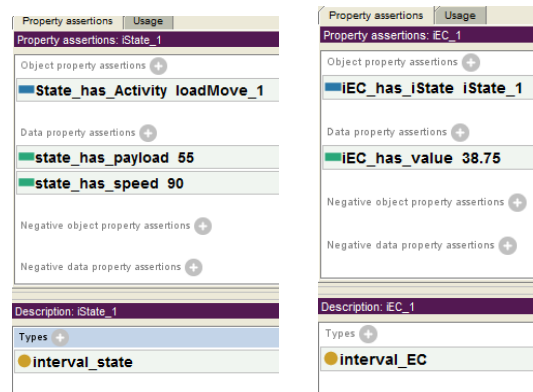 Property assertions Usage
Property assertions: iState_1
Object property assertions
State_has_Activity loadMove_1
Data property assertions
state_has_payload 55
state_has_speed 90
Negative object property assertions
Negative data property assertions
Description: iState_1
Types
interval_state
Property assertions Usage
Property assertions: iEC_1
Object property assertions
iEC_has_iState iState_1
Data property assertions
iEC_has_value 38.75
Negative object property assertions
Negative data property assertions
Description: iEC_1
Types
interval_EC